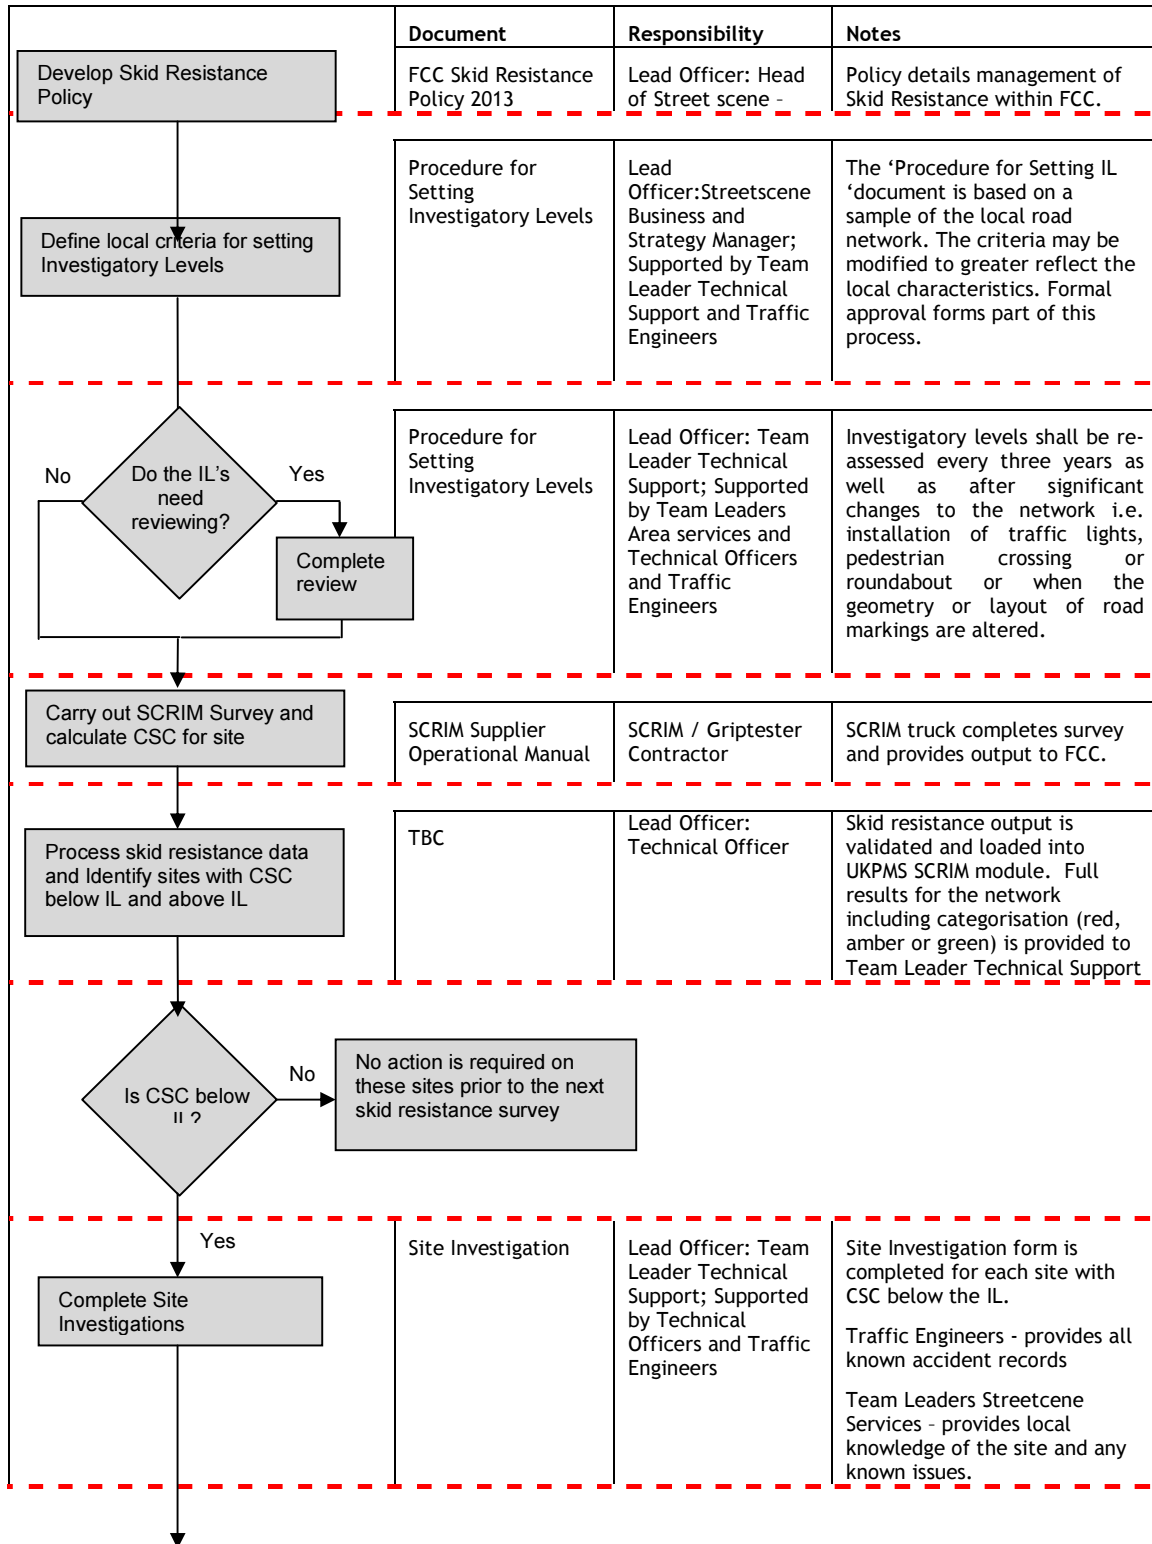 Document
Responsibility
Notes
Develop Skid Resistance
Policy
FCC Skid Resistance
Policy 2013
Lead Officer: Head
of Street scene –
Policy details management of
Skid Resistance within FCC.
Define local criteria for setting
Investigatory Levels
Procedure for
Setting
Investigatory Levels
Lead
Officer:Streetscene
Business and
Strategy Manager;
Supported by Team
Leader Technical
Support and Traffic
Engineers
The ‘Procedure for Setting IL
‘document is based on a
sample of the local road
network. The criteria may be
modified to greater reflect the
local characteristics. Formal
approval forms part of this
process.
No
Do the IL’s
need
reviewing?
Yes
Complete
review
Procedure for
Setting
Investigatory Levels
Lead Officer: Team
Leader Technical
Support; Supported
by Team Leaders
Area services and
Technical Officers
and Traffic
Engineers
Investigatory levels shall be re-
assessed every three years as
well as after significant
changes to the network i.e.
installation of traffic lights,
pedestrian crossing or
roundabout or when the
geometry or layout of road
markings are altered.
Carry out SCRIM Survey and
calculate CSC for site
SCRIM Supplier
Operational Manual
SCRIM / Griptester
Contractor
SCRIM truck completes survey
and provides output to FCC.
Process skid resistance data
and Identify sites with CSC
below IL and above IL
TBC
Lead Officer:
Technical Officer
Skid resistance output is
validated and loaded into
UKPMS SCRIM module. Full
results for the network
including categorisation (red,
amber or green) is provided to
Team Leader Technical Support
Is CSC below
IL?
No
No action is required on
these sites prior to the next
skid resistance survey
Yes
Complete Site
Investigations
Site Investigation
Lead Officer: Team
Leader Technical
Support; Supported
by Technical
Officers and Traffic
Engineers
Site Investigation form is
completed for each site with
CSC below the IL.
Traffic Engineers - provides all
known accident records
Team Leaders Streetcene
Services – provides local
knowledge of the site and any
known issues.